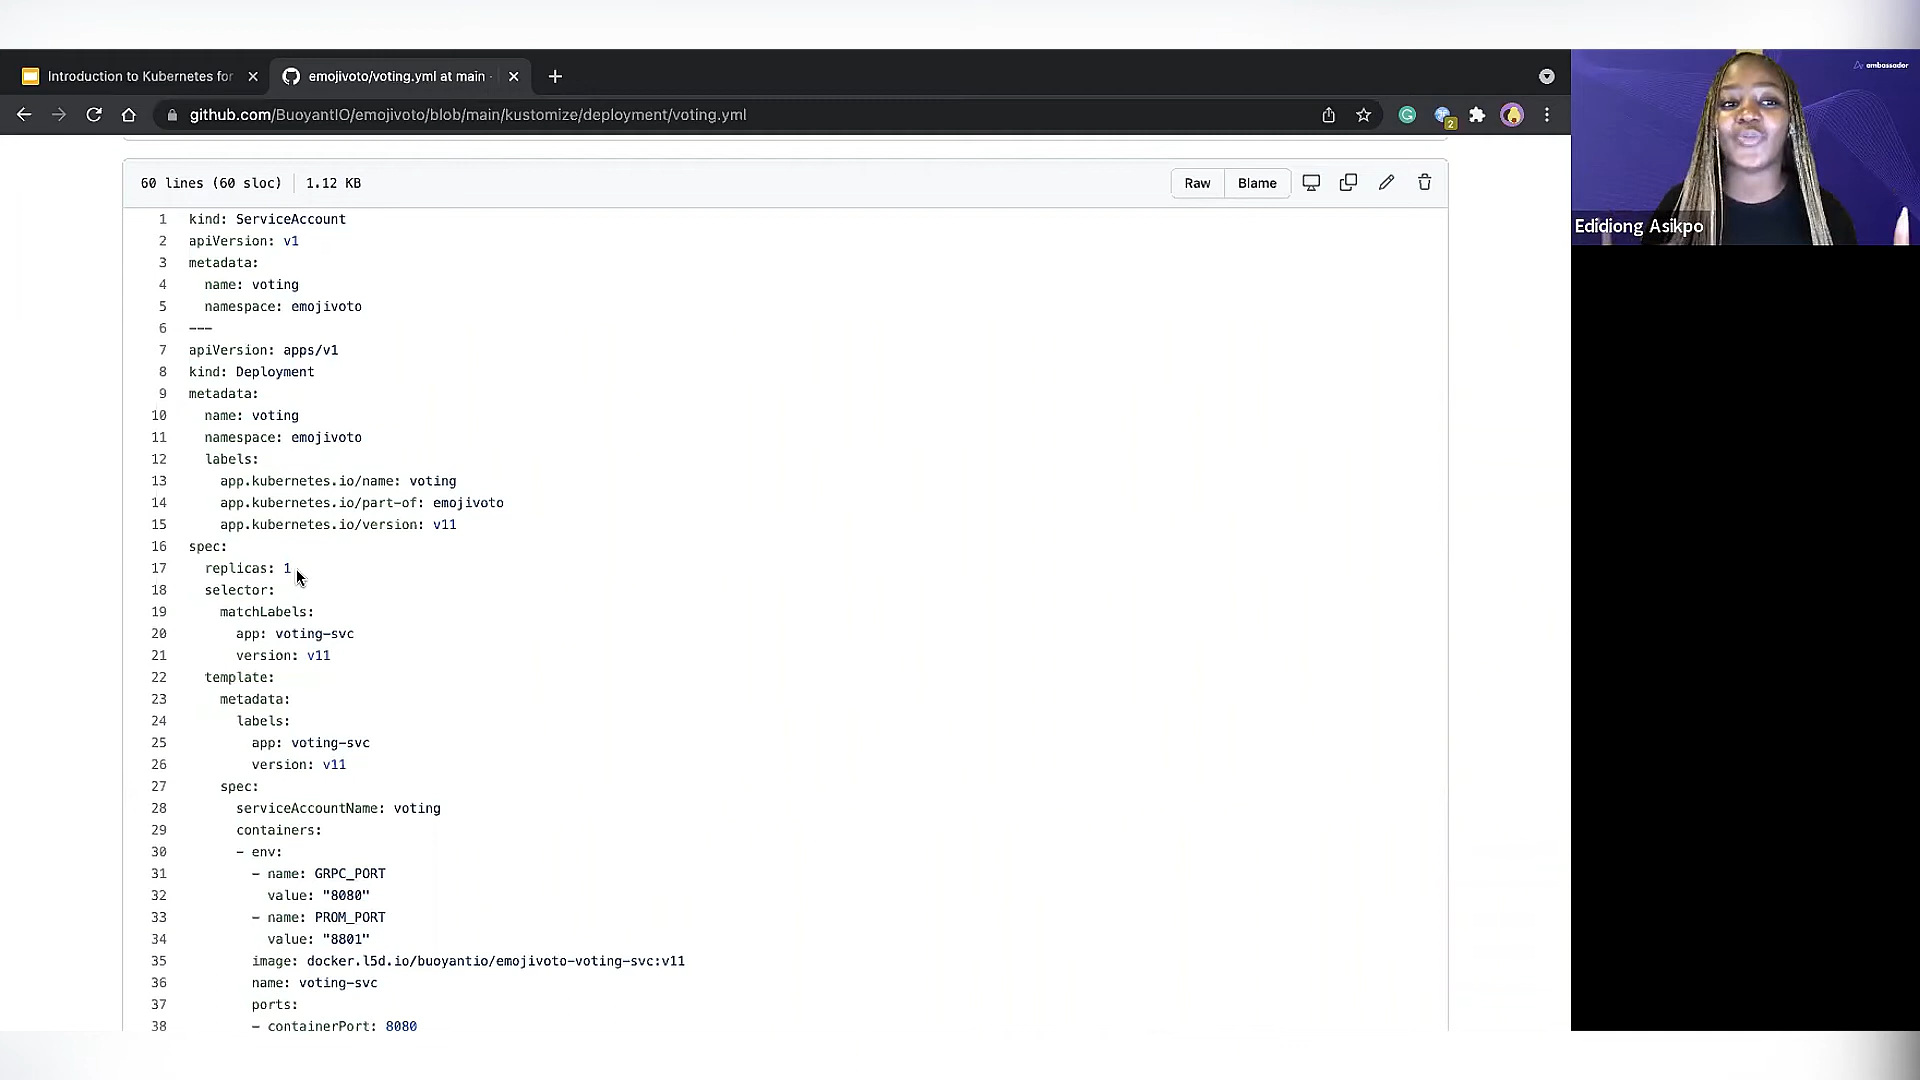 Introduction to Kubernetes for
emojivoto/voting.yml at main ·
github.com/BuoyantIO/emojivoto/blob/main/kustomize/deployment/voting.yml
2
ambassador
Edidiong Asikpo
60 lines (60 sloc) 1.12 KB
Raw Blame
1 kind: ServiceAccount
2 apiVersion: v1
3 metadata:
4 name: voting
5 namespace: emojivoto
6 ---
7 apiVersion: apps/v1
8 kind: Deployment
9 metadata:
10 name: voting
11 namespace: emojivoto
12 labels:
13 app.kubernetes.io/name: voting
14 app.kubernetes.io/part-of: emojivoto
15 app.kubernetes.io/version: v11
16 spec:
17 replicas: 1
18 selector:
19 matchLabels:
20 app: voting-svc
21 version: v11
22 template:
23 metadata:
24 labels:
25 app: voting-svc
26 version: v11
27 spec:
28 serviceAccountName: voting
29 containers:
30 - env:
31 - name: GRPC_PORT
32 value: "8080"
33 - name: PROM_PORT
34 value: "8801"
35 image: docker.l5d.io/buoyantio/emojivoto-voting-svc:v11
36 name: voting-svc
37 ports:
38 - containerPort: 8080